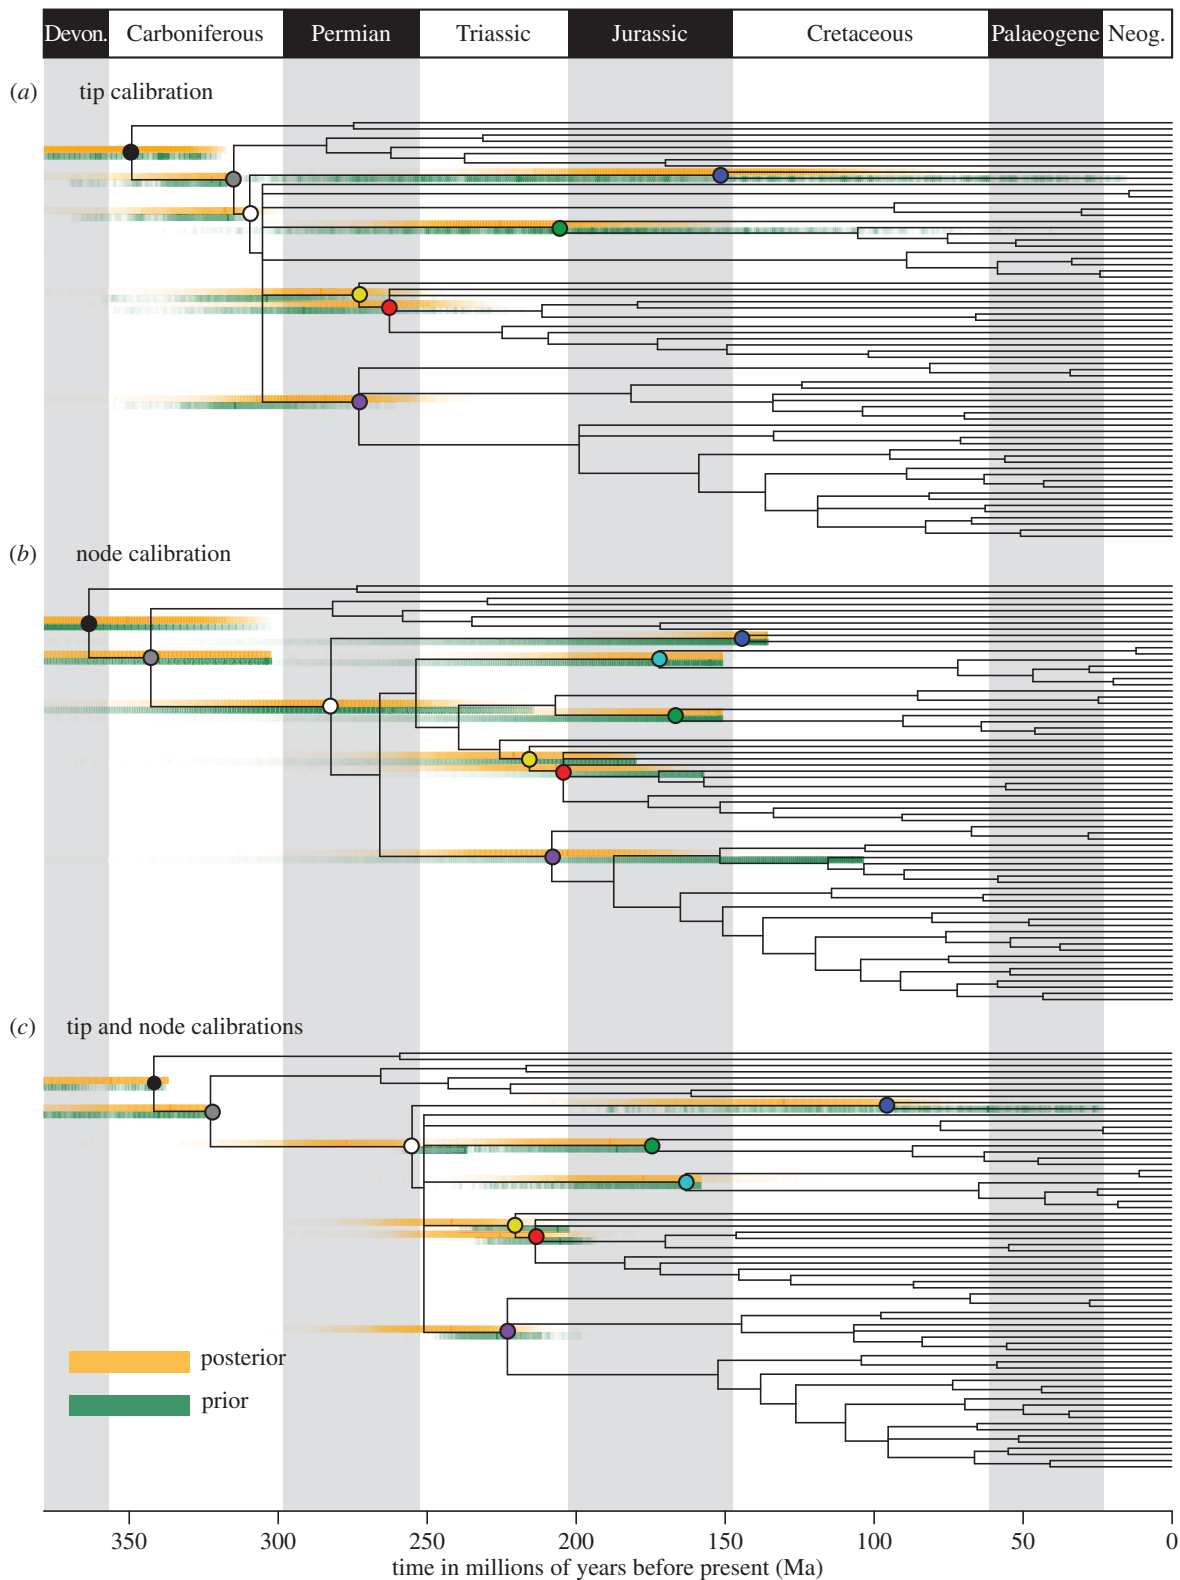 Devon. Carboniferous Permian Triassic Jurassic Cretaceous Palaeogene Neog.
(a) tip calibration
(b) node calibration
(c) tip and node calibrations
posterior
prior
350 300 250 200 150 100 50 0
time in millions of years before present (Ma)